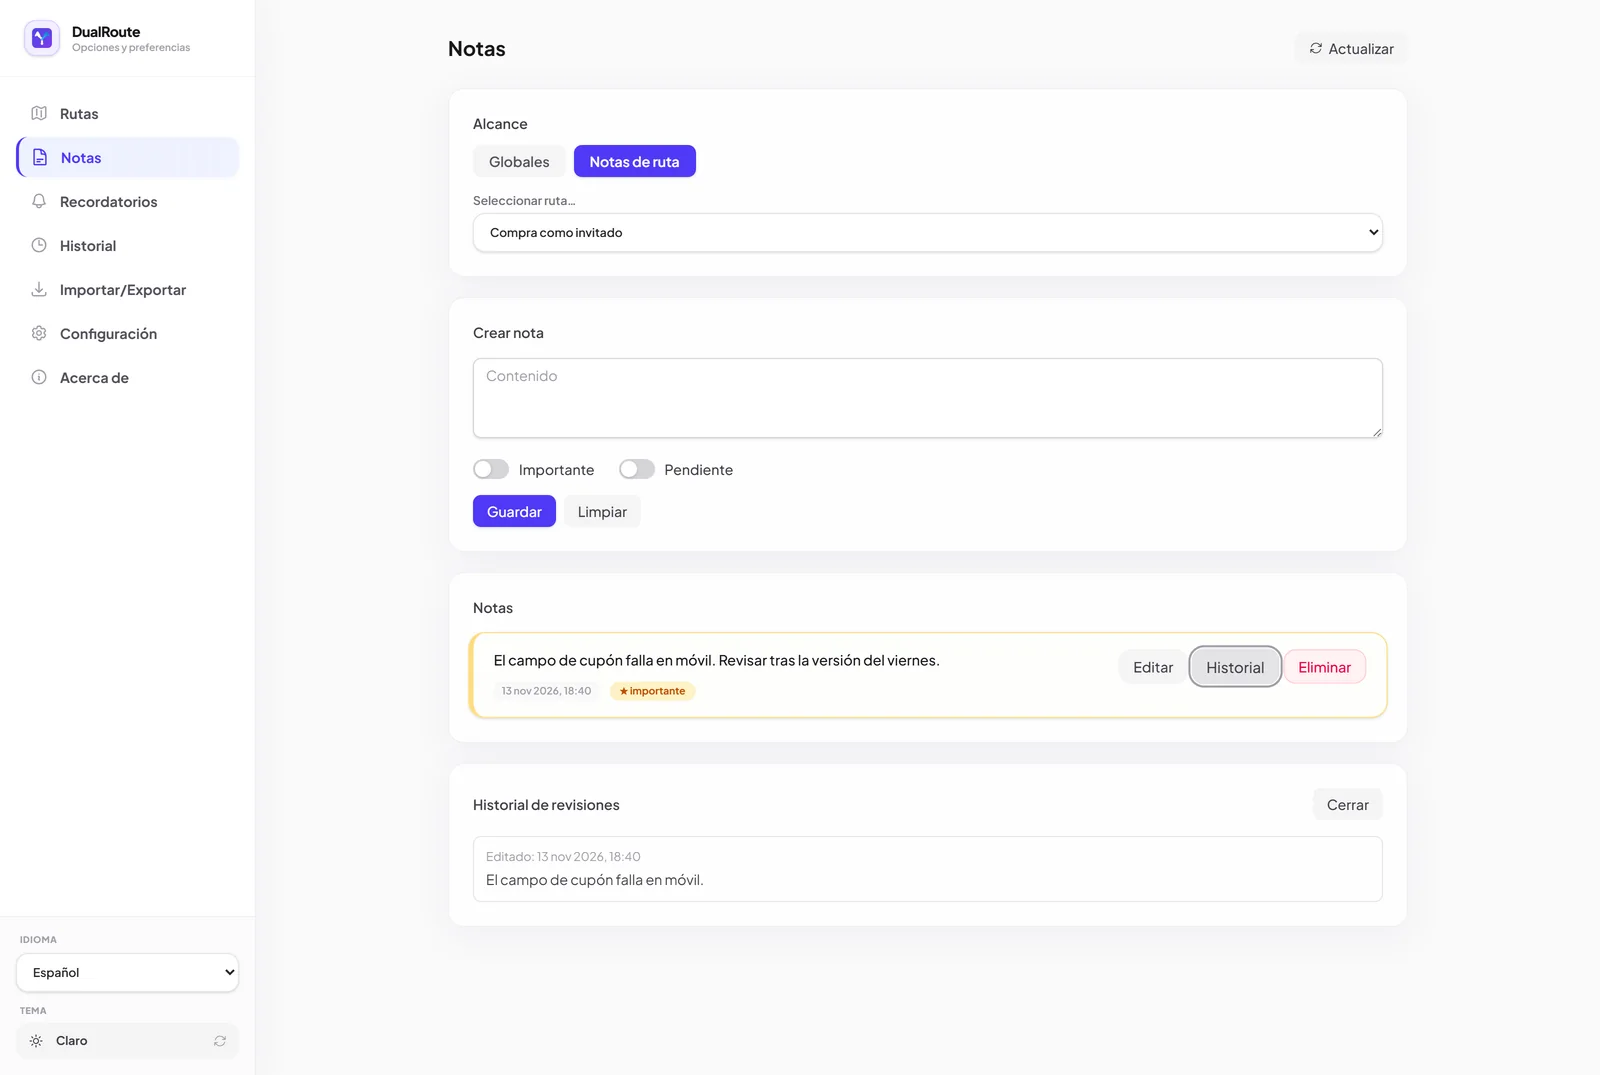 DualRoute
Opciones y preferencias
Rutas
Notas
Recordatorios
Historial
Importar/Exportar
Configuración
Acerca de
IDIOMA
Español
TEMA
Claro
Notas
Actualizar
Alcance
Globales
Notas de ruta
Seleccionar ruta...
Compra como invitado
Crear nota
Contenido
Importante
Pendiente
Guardar
Limpiar
Notas
El campo de cupón falla en móvil. Revisar tras la versión del viernes.
13 nov 2026, 18:40
★ importante
Editar
Historial
Eliminar
Historial de revisiones
Cerrar
Editado: 13 nov 2026, 18:40
El campo de cupón falla en móvil.